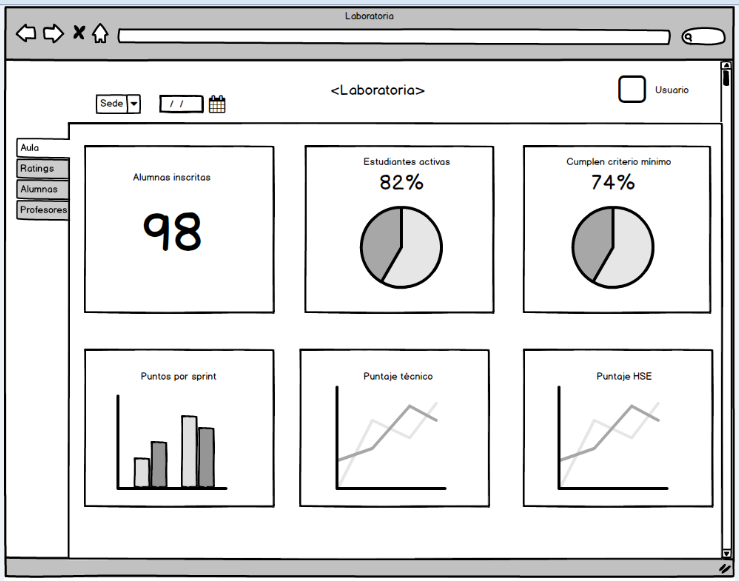 Laboratoria
<Laboratoria>
Usuario
Sede
/ /
Aula
Ratings
Alumnas
Profesores
Alumnas inscritas
98
Estudiantes activas
82%
Cumplen criterio mínimo
74%
Puntos por sprint
Puntaje técnico
Puntaje HSE